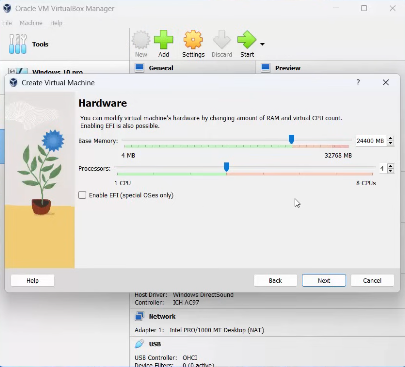 Oracle VM VirtualBox Manager
File Machine Help
Tools
New Add Settings Discard Start
Windows 10 pro
General
Preview
Create Virtual Machine
Hardware
You can modify virtual machine's hardware by changing amount of RAM and virtual CPU count.
Enabling EFI is also possible.
Base Memory:
24400 MB
4 MB
32768 MB
Processors:
4
1 CPU
8 CPUs
Enable EFI (special OSes only)
Help
Back
Next
Cancel
Host Driver: Windows DirectSound
Controller: ICH AC97
Network
Adapter 1: Intel PRO/1000 MT Desktop (NAT)
USB
USB Controller: OHCI
Device Filters: 0 (0 active)